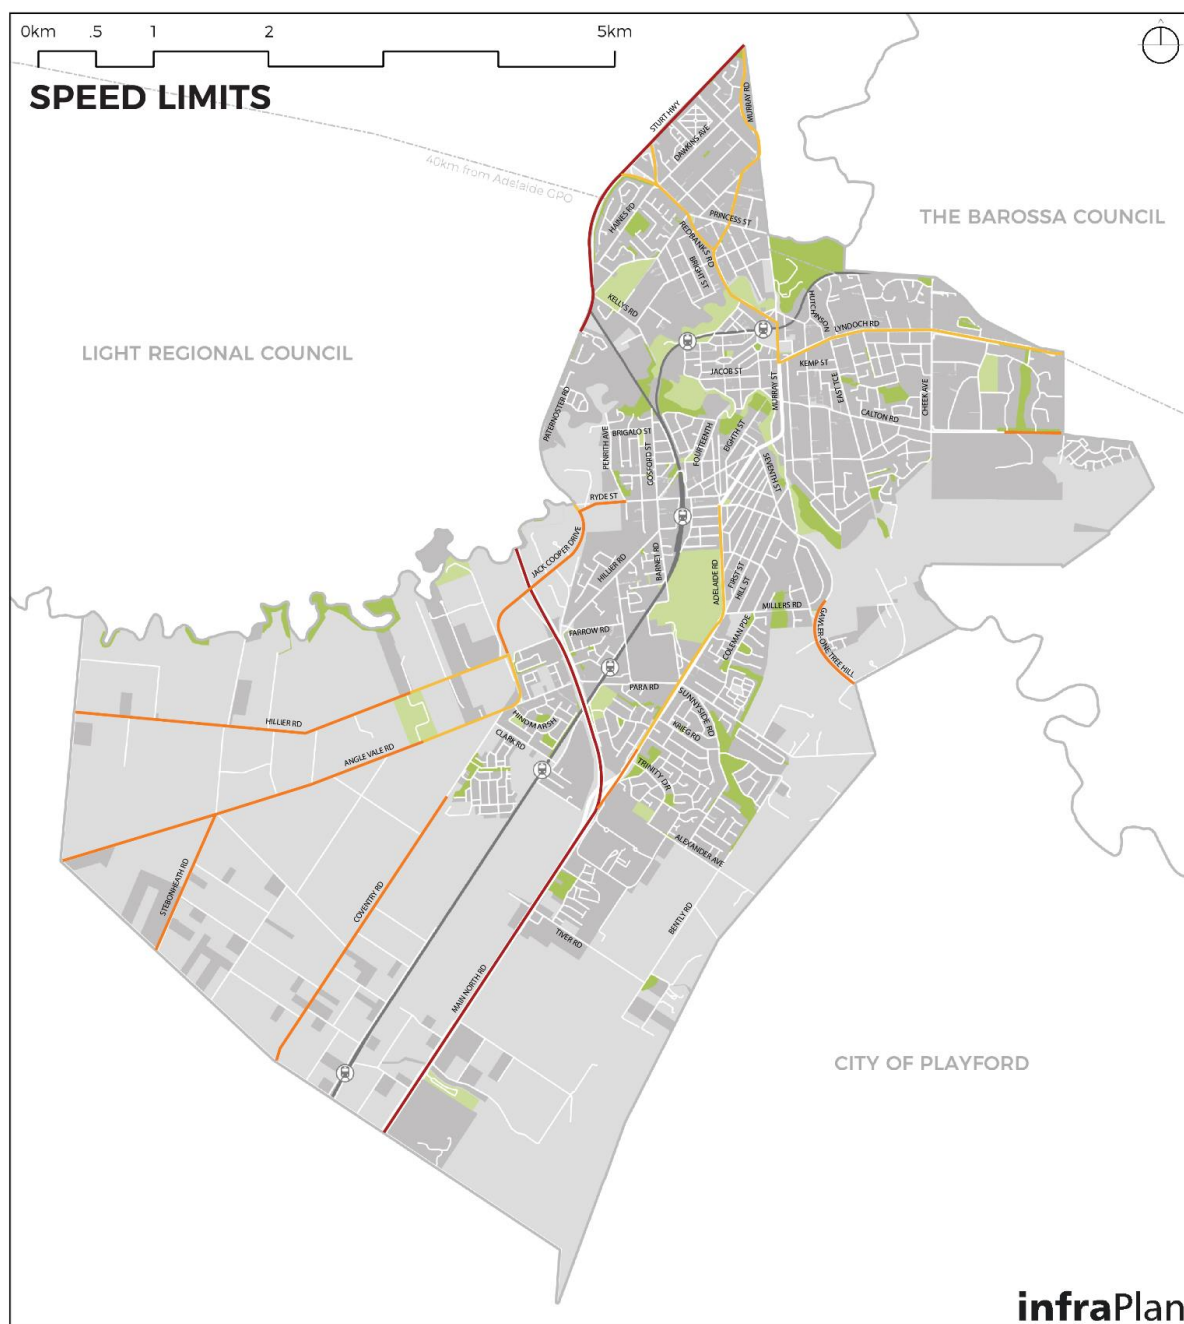 0km .5 1 2 5km
SPEED LIMITS
40km from Adelaide GPO
STURT HWY
MURRAY RD
DAWKINS AVE
THE BAROSSA COUNCIL
HAINES RD
PRINCESS ST
REDBANKS RD
BRIGHT ST
KELLYS RD
HUTCHINSON
LYNDOCH RD
LIGHT REGIONAL COUNCIL
KEMP ST
JACOB ST
MURRAY ST
EAST TCE
CHEEK AVE
CALTON RD
PATERNOSTER RD
PENRITH AVE
BRIGALO ST
GOSFORD ST
FOURTEENTH
EIGHTH ST
SEVENTH ST
RYDE ST
JACK COOPER DRIVE
HILLIER RD
BARNET RD
ADELAIDE RD
FIRST ST
HILL ST
MILLERS RD
COLEMAN PDE
GAWLER-ONE TREE HILL
FARROW RD
PARA RD
SUNNYSIDE RD
HILLIER RD
HINDMARSH
KRIEG RD
CLARK RD
ANGLE VALE RD
TRINITY DR
ALEXANDER AVE
STEBONHEATH RD
COVENTRY RD
BENTLY RD
TIVER RD
MAIN NORTH RD
CITY OF PLAYFORD
infraPlan